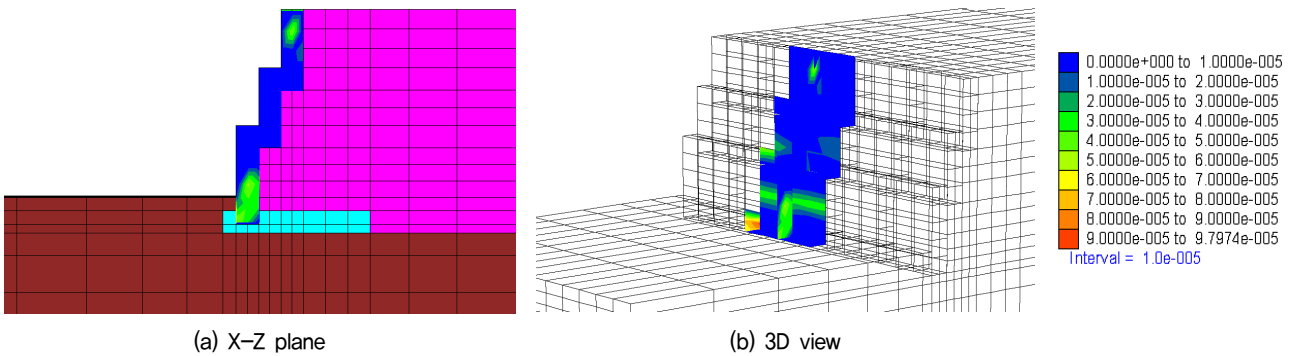 0.0000e+000 to 1.0000e-005
1.0000e-005 to 2.0000e-005
2.0000e-005 to 3.0000e-005
3.0000e-005 to 4.0000e-005
4.0000e-005 to 5.0000e-005
5.0000e-005 to 6.0000e-005
6.0000e-005 to 7.0000e-005
7.0000e-005 to 8.0000e-005
8.0000e-005 to 9.0000e-005
9.0000e-005 to 9.7974e-005
Interval = 1.0e-005
(a) X-Z plane
(b) 3D view